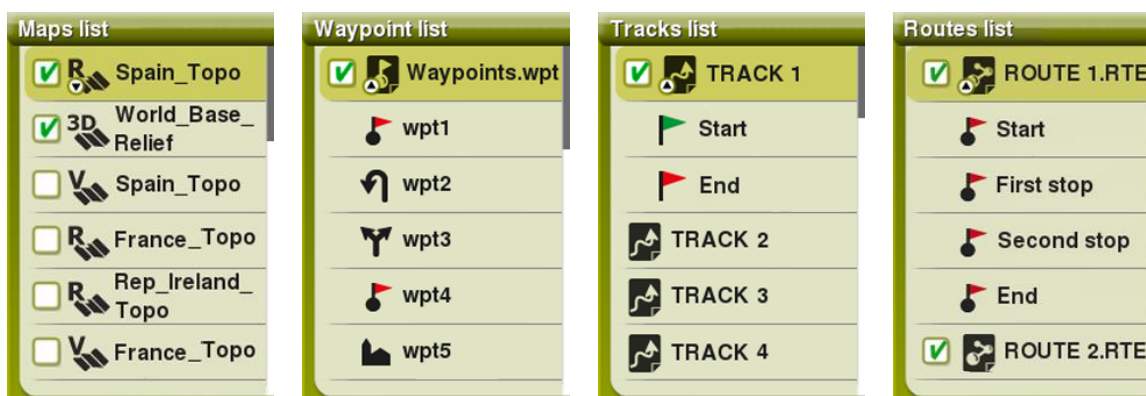 Maps list
R Spain_Topo
3D World_Base_
Relief
V Spain_Topo
R France_Topo
R Rep_Ireland_
Topo
V France_Topo
Waypoint list
Waypoints.wpt
wpt1
wpt2
wpt3
wpt4
wpt5
Tracks list
TRACK 1
Start
End
TRACK 2
TRACK 3
TRACK 4
Routes list
ROUTE 1.RTE
Start
First stop
Second stop
End
ROUTE 2.RTE